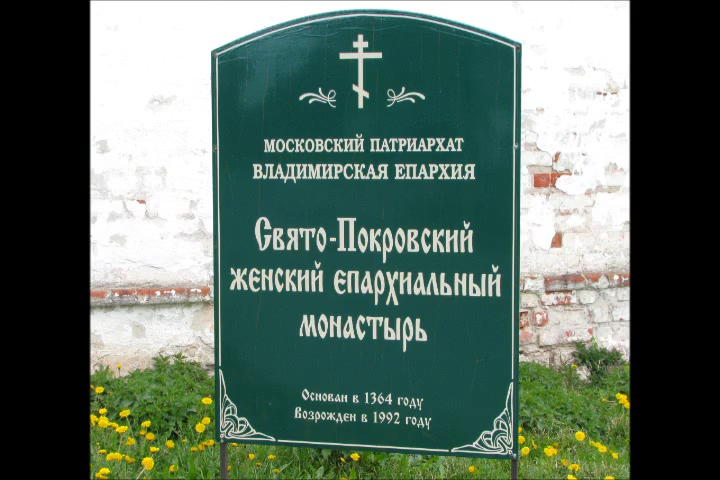 МОСКОВСКИЙ ПАТРИАРХАТ
ВЛАДИМИРСКАЯ ЕПАРХИЯ
Свято-Покровский
женский епархиальный
монастырь
Основан в 1364 году
Возрожден в 1992 году